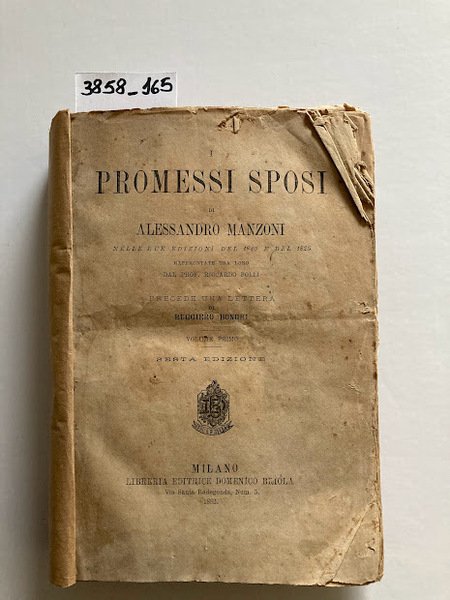 3858_165
I
PROMESSI SPOSI
DI
ALESSANDRO MANZONI
NELLE DUE EDIZIONI DEL 1840 E DEL 1825
RAFFRONTATE TRA LORO
DAL PROF. RICCARDO FOLLI
PRECEDE UNA LETTERA
DI
RUGGIERO BONGHI
VOLUME PRIMO
SESTA EDIZIONE
MILANO
LIBRERIA EDITRICE DOMENICO BRIOLA
Via Santa Radegonda, Num. 5.